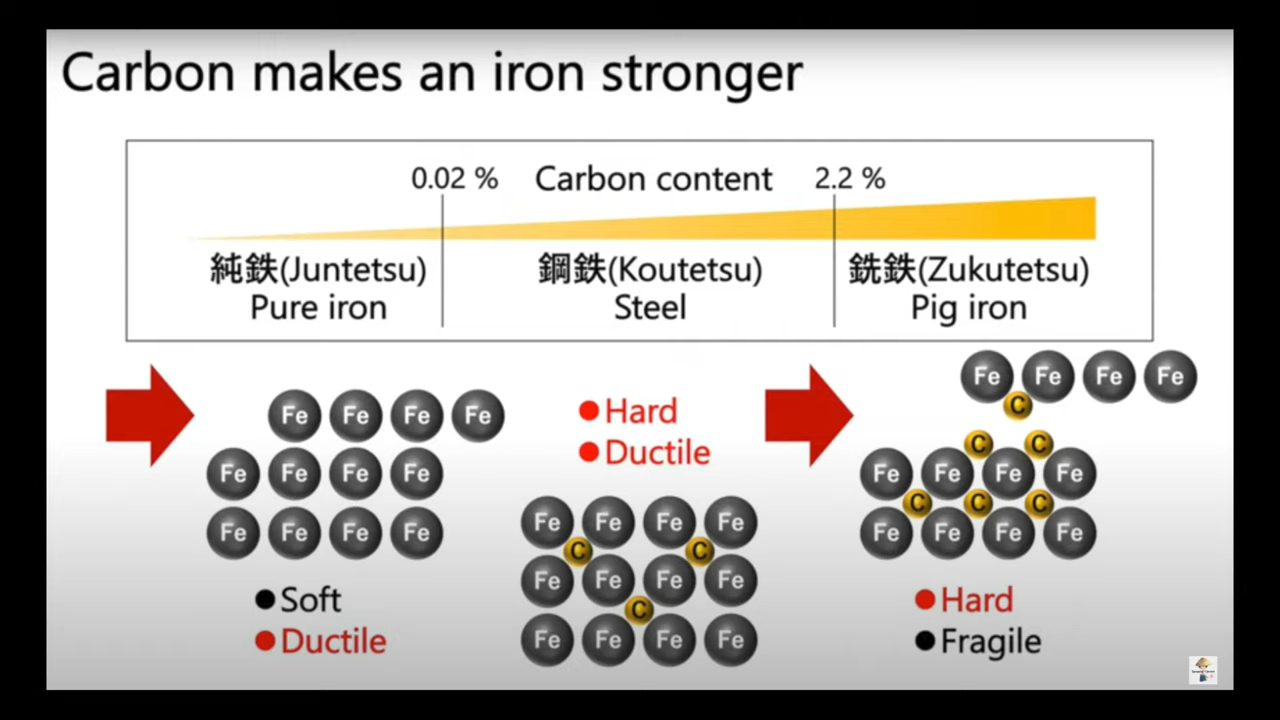 Carbon makes an iron stronger
0.02 % Carbon content 2.2 %
純鉄(Juntetsu) 鋼鉄(Koutetsu) 銑鉄(Zukutetsu)
Pure iron Steel Pig iron
Fe Fe Fe Fe
C
Fe Fe Fe Fe
Hard
Ductile
C C
Fe Fe Fe Fe
Fe Fe Fe Fe
C C C
Fe Fe Fe Fe
Fe Fe Fe Fe
Fe Fe Fe Fe
C C
Fe Fe Fe Fe
C
Fe Fe Fe Fe
Soft
Ductile
Hard
Fragile